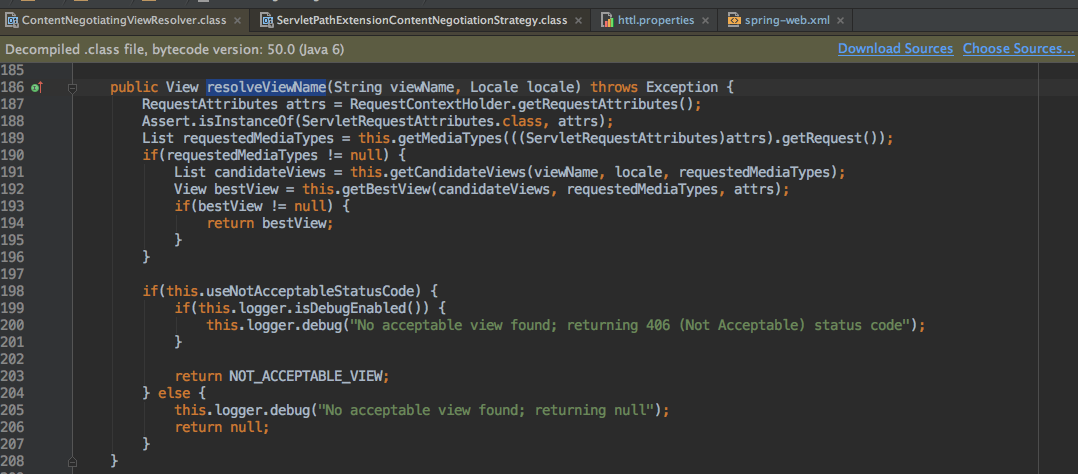 ContentNegotiatingViewResolver.class × ServletPathExtensionContentNegotiationStrategy.class × httl.properties × spring-web.xml ×
Decompiled .class file, bytecode version: 50.0 (Java 6) Download Sources Choose Sources...
185
186 public View resolveViewName(String viewName, Locale locale) throws Exception {
187 RequestAttributes attrs = RequestContextHolder.getRequestAttributes();
188 Assert.isInstanceOf(ServletRequestAttributes.class, attrs);
189 List requestedMediaTypes = this.getMediaTypes(((ServletRequestAttributes)attrs).getRequest());
190 if(requestedMediaTypes != null) {
191 List candidateViews = this.getCandidateViews(viewName, locale, requestedMediaTypes);
192 View bestView = this.getBestView(candidateViews, requestedMediaTypes, attrs);
193 if(bestView != null) {
194 return bestView;
195 }
196 }
197
198 if(this.useNotAcceptableStatusCode) {
199 if(this.logger.isDebugEnabled()) {
200 this.logger.debug("No acceptable view found; returning 406 (Not Acceptable) status code");
201 }
202
203 return NOT_ACCEPTABLE_VIEW;
204 } else {
205 this.logger.debug("No acceptable view found; returning null");
206 return null;
207 }
208 }